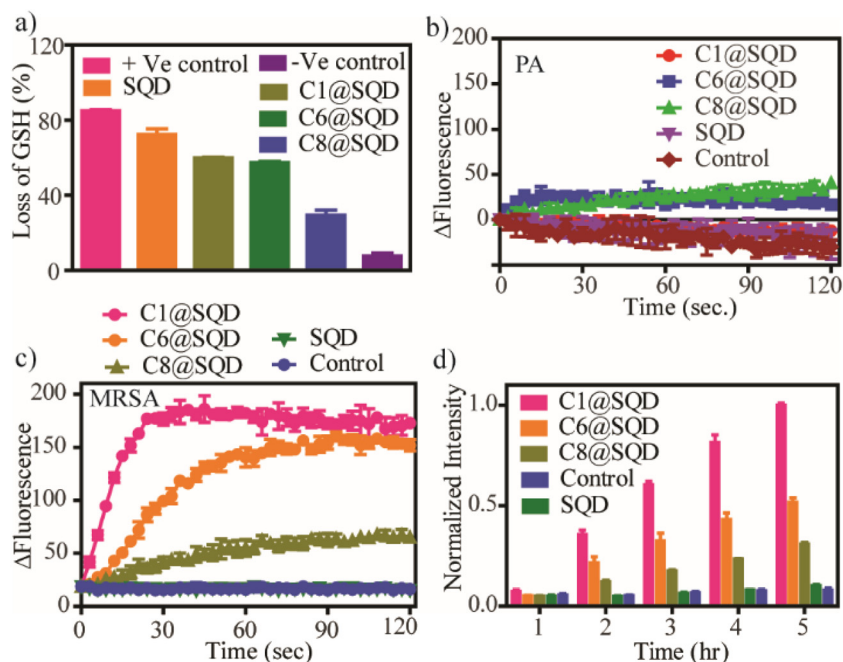 a)
120
80
40
0
Loss of GSH (%)
+ Ve control
SQD
-Ve control
C1@SQD
C6@SQD
C8@SQD
b)
200
150
100
50
0
ΔFluorescence
PA
C1@SQD
C6@SQD
C8@SQD
SQD
Control
0 30 60 90 120
Time (sec.)
C1@SQD
C6@SQD
C8@SQD
SQD
Control
c)
MRSA
200
150
100
50
0
ΔFluorescence
0 30 60 90 120
Time (sec)
d)
1.0
0.5
0.0
Normalized Intensity
C1@SQD
C6@SQD
C8@SQD
Control
SQD
1 2 3 4 5
Time (hr)